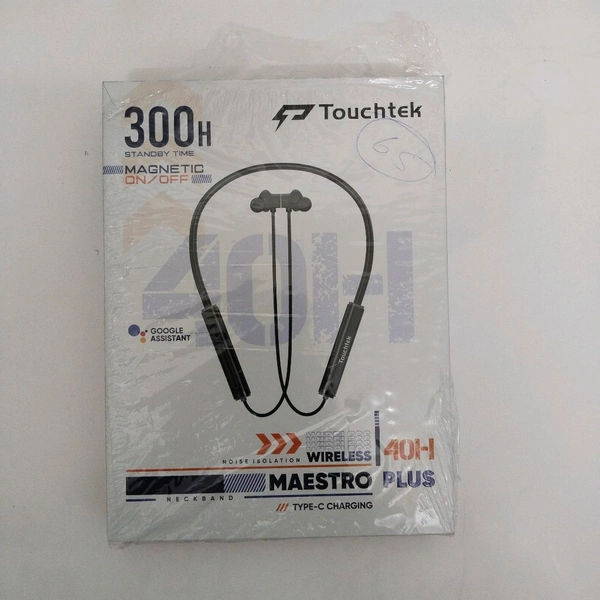 300H
STANDBY TIME
MAGNETIC
ON/OFF
Touchtek
65
40H
GOOGLE
ASSISTANT
Touchtek
NOISE ISOLATION
WIRELESS
40H
MAESTRO PLUS
NECKBAND
/// TYPE-C CHARGING